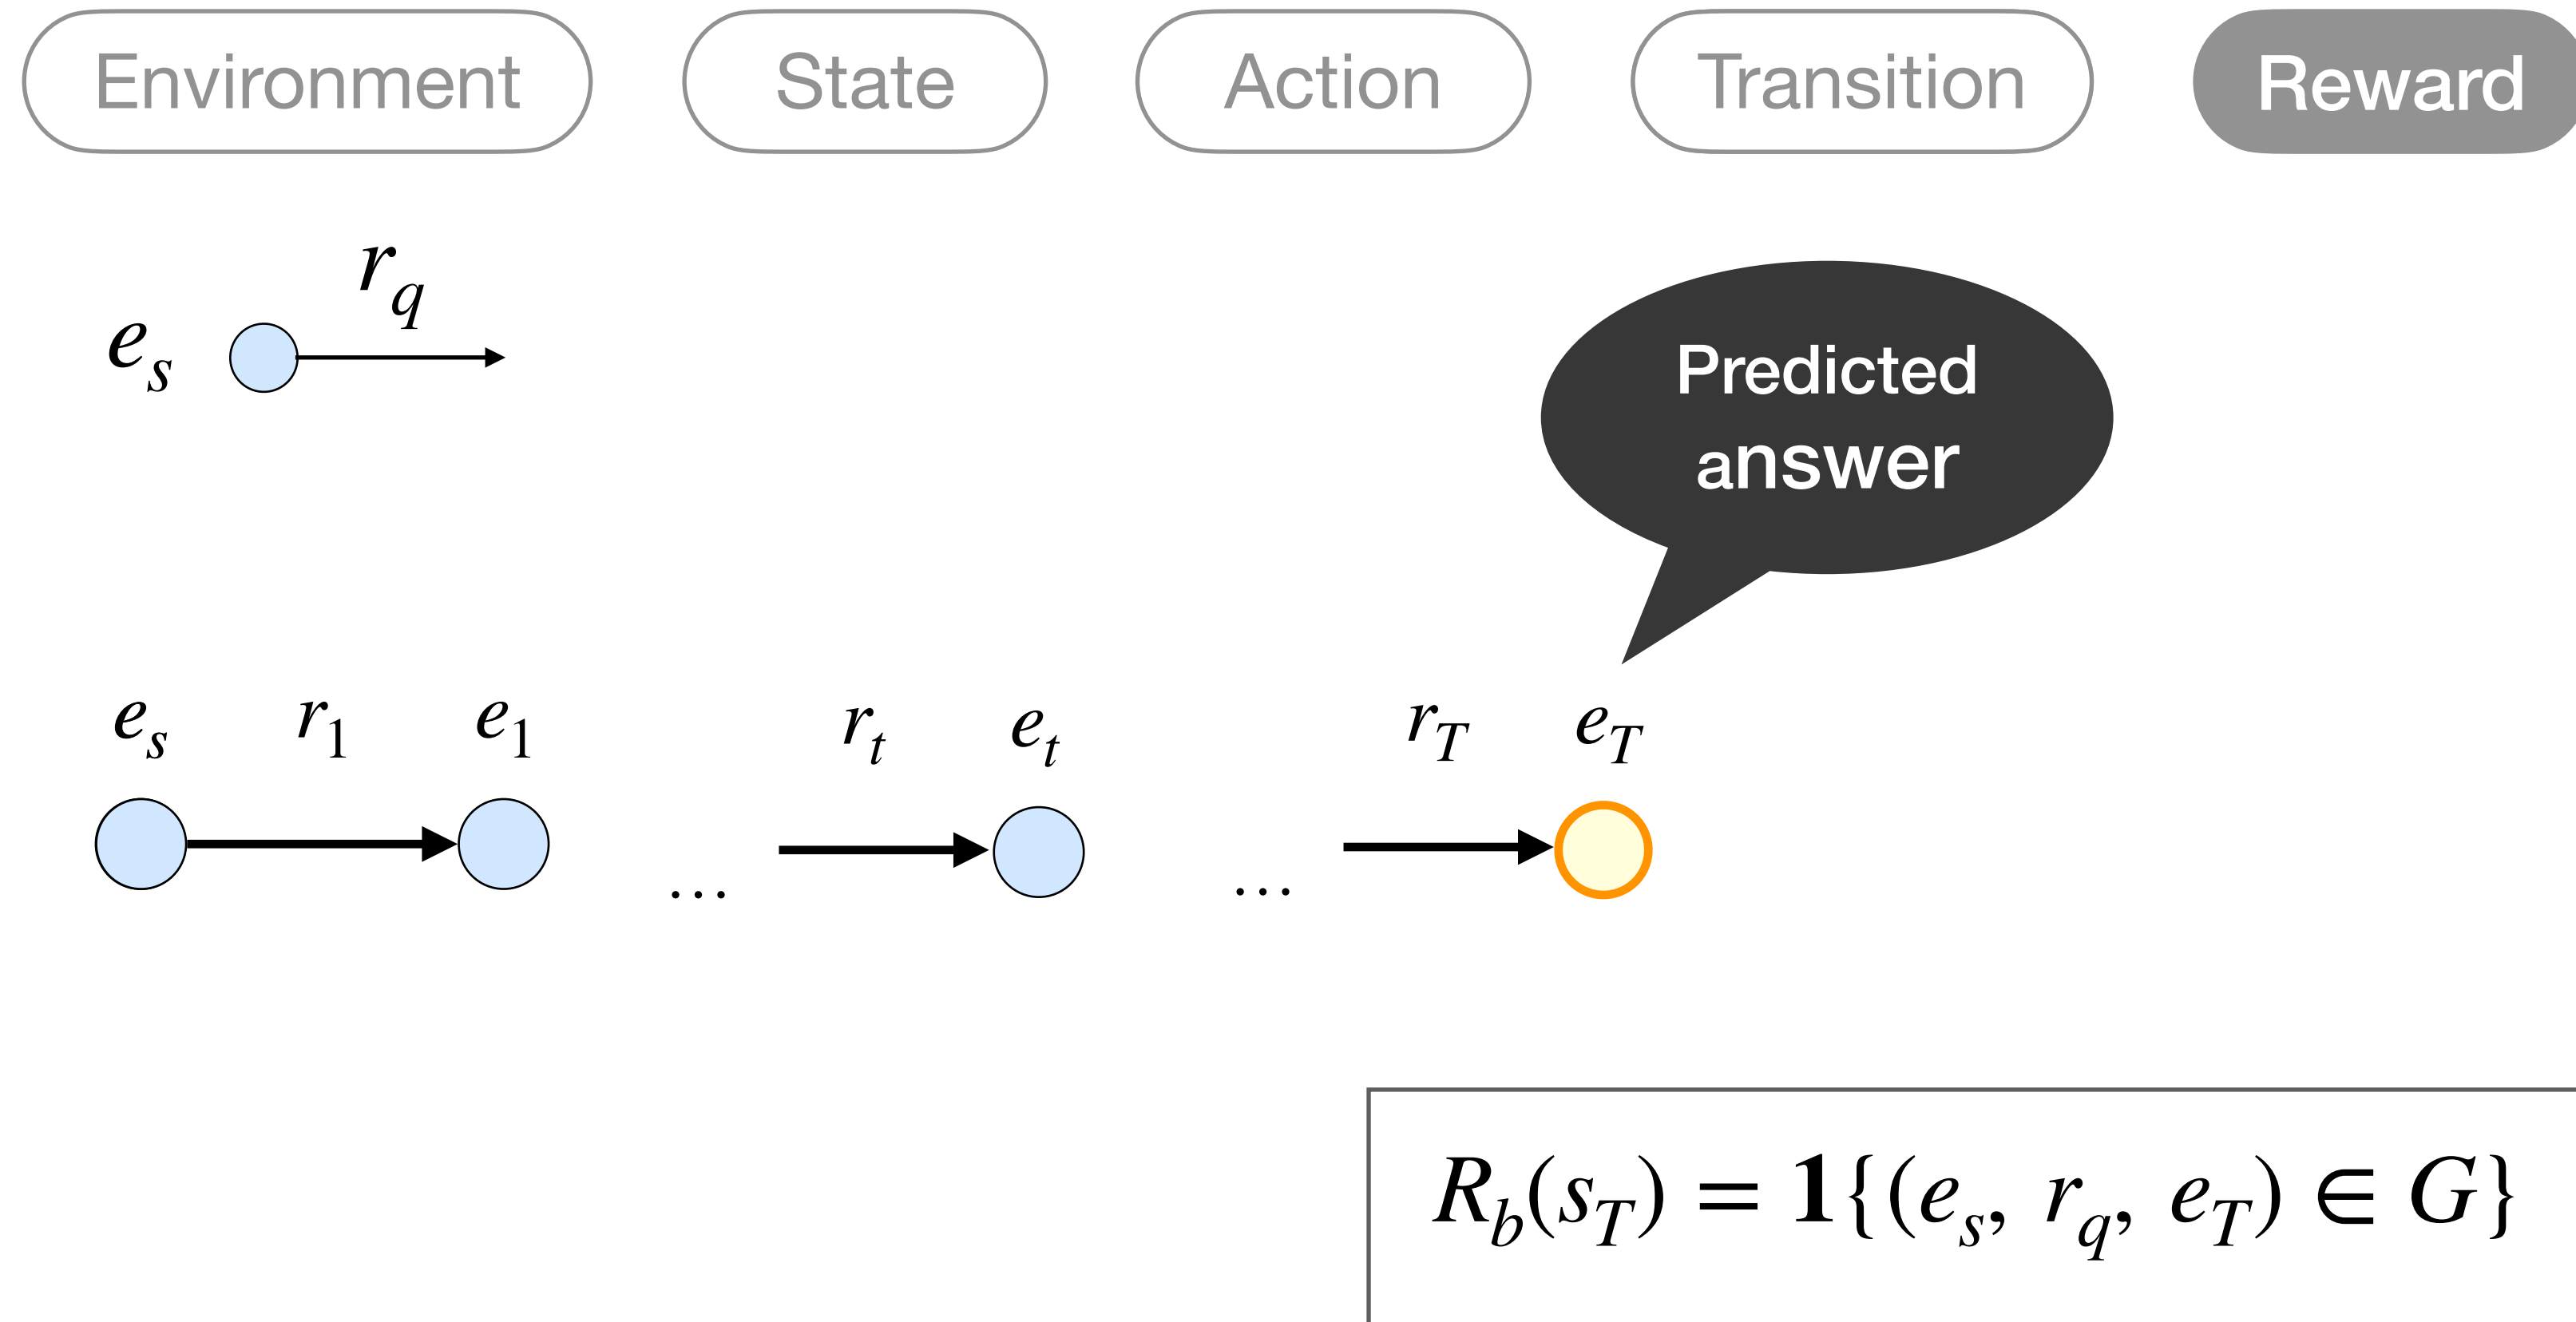 Environment State Action Transition Reward
r_q
e_s
Predicted
answer
e_s r_1 e_1 r_t e_t r_T e_T
... ...
R_b(s_T) = 1{(e_s, r_q, e_T) ∈ G}